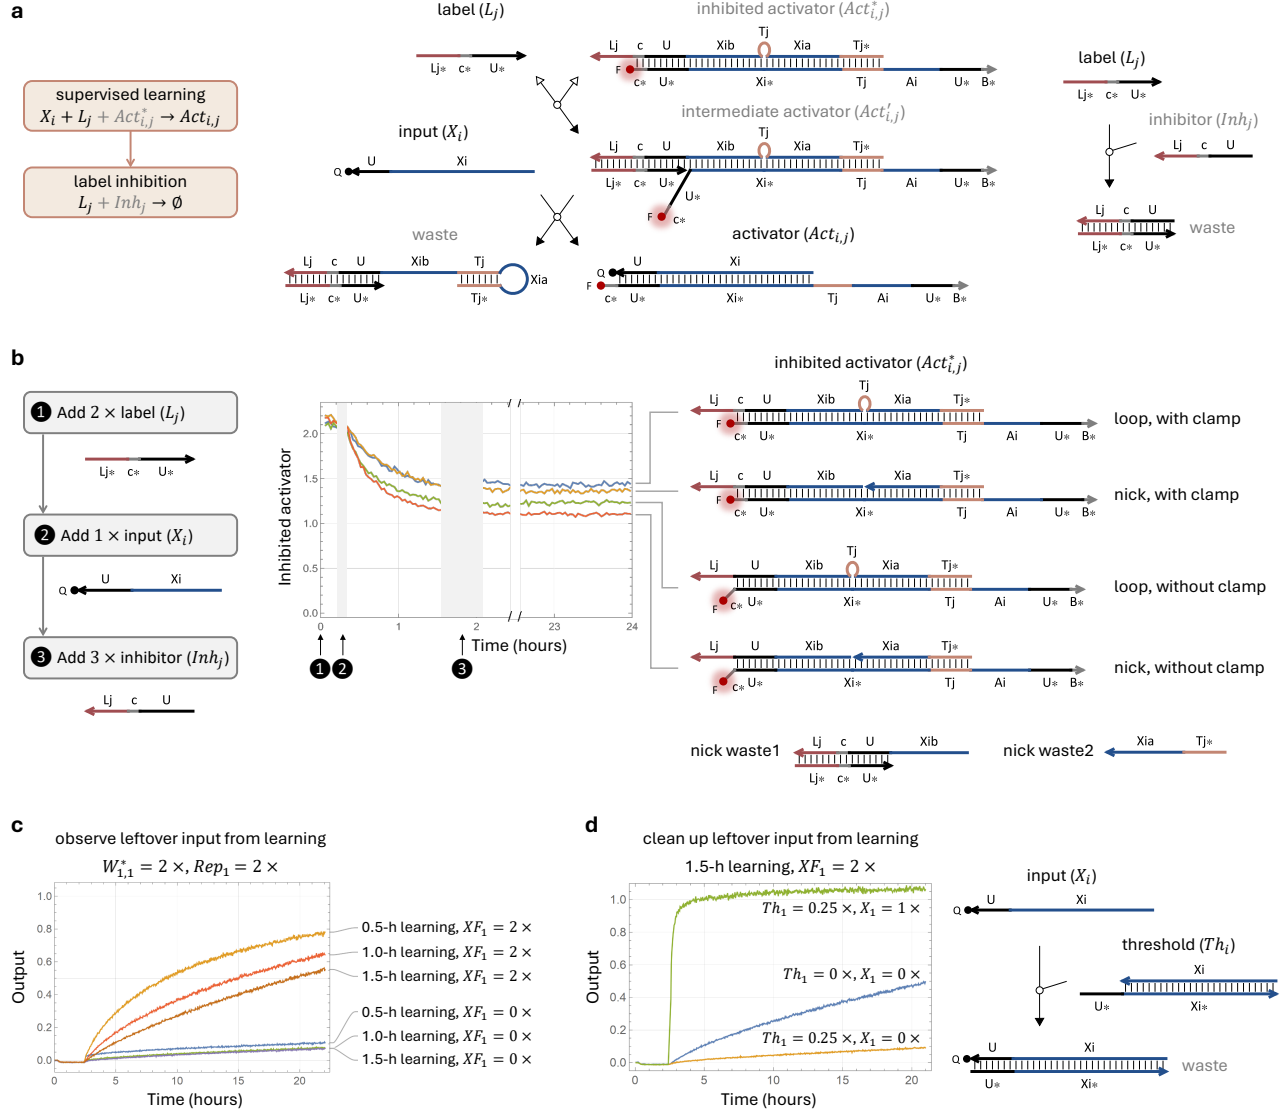 a
label (Lj)
Lj* c* U*
inhibited activator (Act*i,j)
Tj
Lj c U Xib Xia Tj*
F c* U* Xi* Tj Ai U* B*
label (Lj)
Lj* c* U*
supervised learning
Xi + Lj + Act*i,j → Acti,j
label inhibition
Lj + Inhj → ∅
input (Xi)
U Xi
Q
intermediate activator (Act′i,j)
Tj
Lj c U Xib Xia Tj*
Lj* c* U* Xi* Tj Ai U* B*
U*
F c*
inhibitor (Inhj)
Lj c U
Lj c U
waste
Lj* c* U*
waste
Lj c U Xib Tj
Xia
Lj* c* U* Tj*
activator (Acti,j)
U Xi
Q
F
c* U* Xi* Tj Ai U* B*
b
1 Add 2 × label (Lj)
Lj* c* U*
2 Add 1 × input (Xi)
U Xi
Q
3 Add 3 × inhibitor (Inhj)
Lj c U
Inhibited activator
2.0
1.5
1.0
0.5
0.0
0 1 23 24
Time (hours)
1 2 3
inhibited activator (Act*i,j)
Tj
Lj c U Xib Xia Tj*
F c* U* Xi* Tj Ai U* B*
loop, with clamp
Lj c U Xib Xia Tj*
F c* U* Xi* Tj Ai U* B*
nick, with clamp
Tj
Lj U Xib Xia Tj*
F c* U* Xi* Tj Ai U* B*
loop, without clamp
Lj U Xib Xia Tj*
F c* U* Xi* Tj Ai U* B*
nick, without clamp
nick waste1
Lj c U Xib
Lj* c* U*
nick waste2
Xia Tj*
c
observe leftover input from learning
W*1,1 = 2 ×, Rep1 = 2 ×
Output
1.0
0.8
0.6
0.4
0.2
0.0
0 5 10 15 20
Time (hours)
0.5-h learning, XF1 = 2 ×
1.0-h learning, XF1 = 2 ×
1.5-h learning, XF1 = 2 ×
0.5-h learning, XF1 = 0 ×
1.0-h learning, XF1 = 0 ×
1.5-h learning, XF1 = 0 ×
d
clean up leftover input from learning
1.5-h learning, XF1 = 2 ×
Output
1.0
0.8
0.6
0.4
0.2
0.0
0 5 10 15 20
Time (hours)
Th1 = 0.25 ×, X1 = 1 ×
Th1 = 0 ×, X1 = 0 ×
Th1 = 0.25 ×, X1 = 0 ×
input (Xi)
U Xi
Q
threshold (Thi)
Xi
U* Xi*
U Xi
Q
waste
U* Xi*